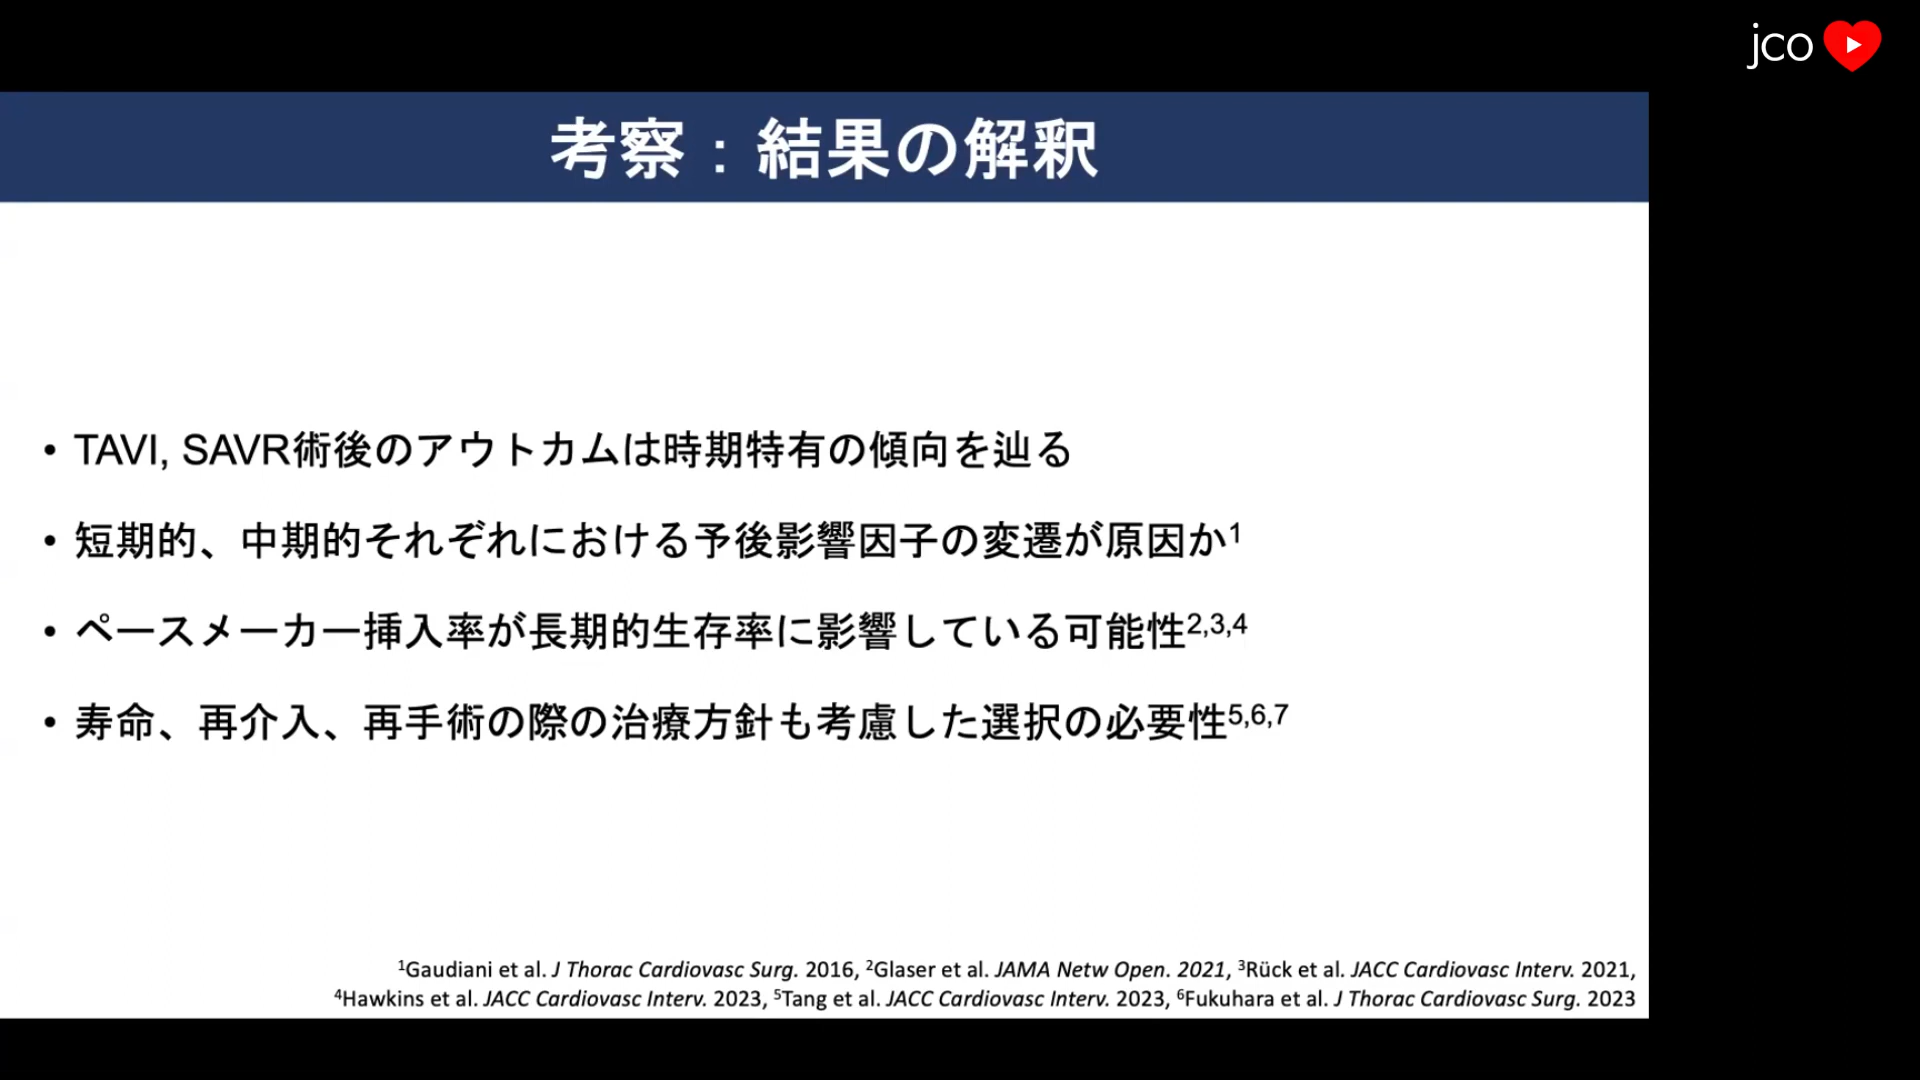 jco
考察：結果の解釈
• TAVI, SAVR術後のアウトカムは時期特有の傾向を辿る
• 短期的、中期的それぞれにおける予後影響因子の変遷が原因か1
• ペースメーカー挿入率が長期的生存率に影響している可能性2,3,4
• 寿命、再介入、再手術の際の治療方針も考慮した選択の必要性5,6,7
1Gaudiani et al. J Thorac Cardiovasc Surg. 2016, 2Glaser et al. JAMA Netw Open. 2021, 3Rück et al. JACC Cardiovasc Interv. 2021,
4Hawkins et al. JACC Cardiovasc Interv. 2023, 5Tang et al. JACC Cardiovasc Interv. 2023, 6Fukuhara et al. J Thorac Cardiovasc Surg. 2023